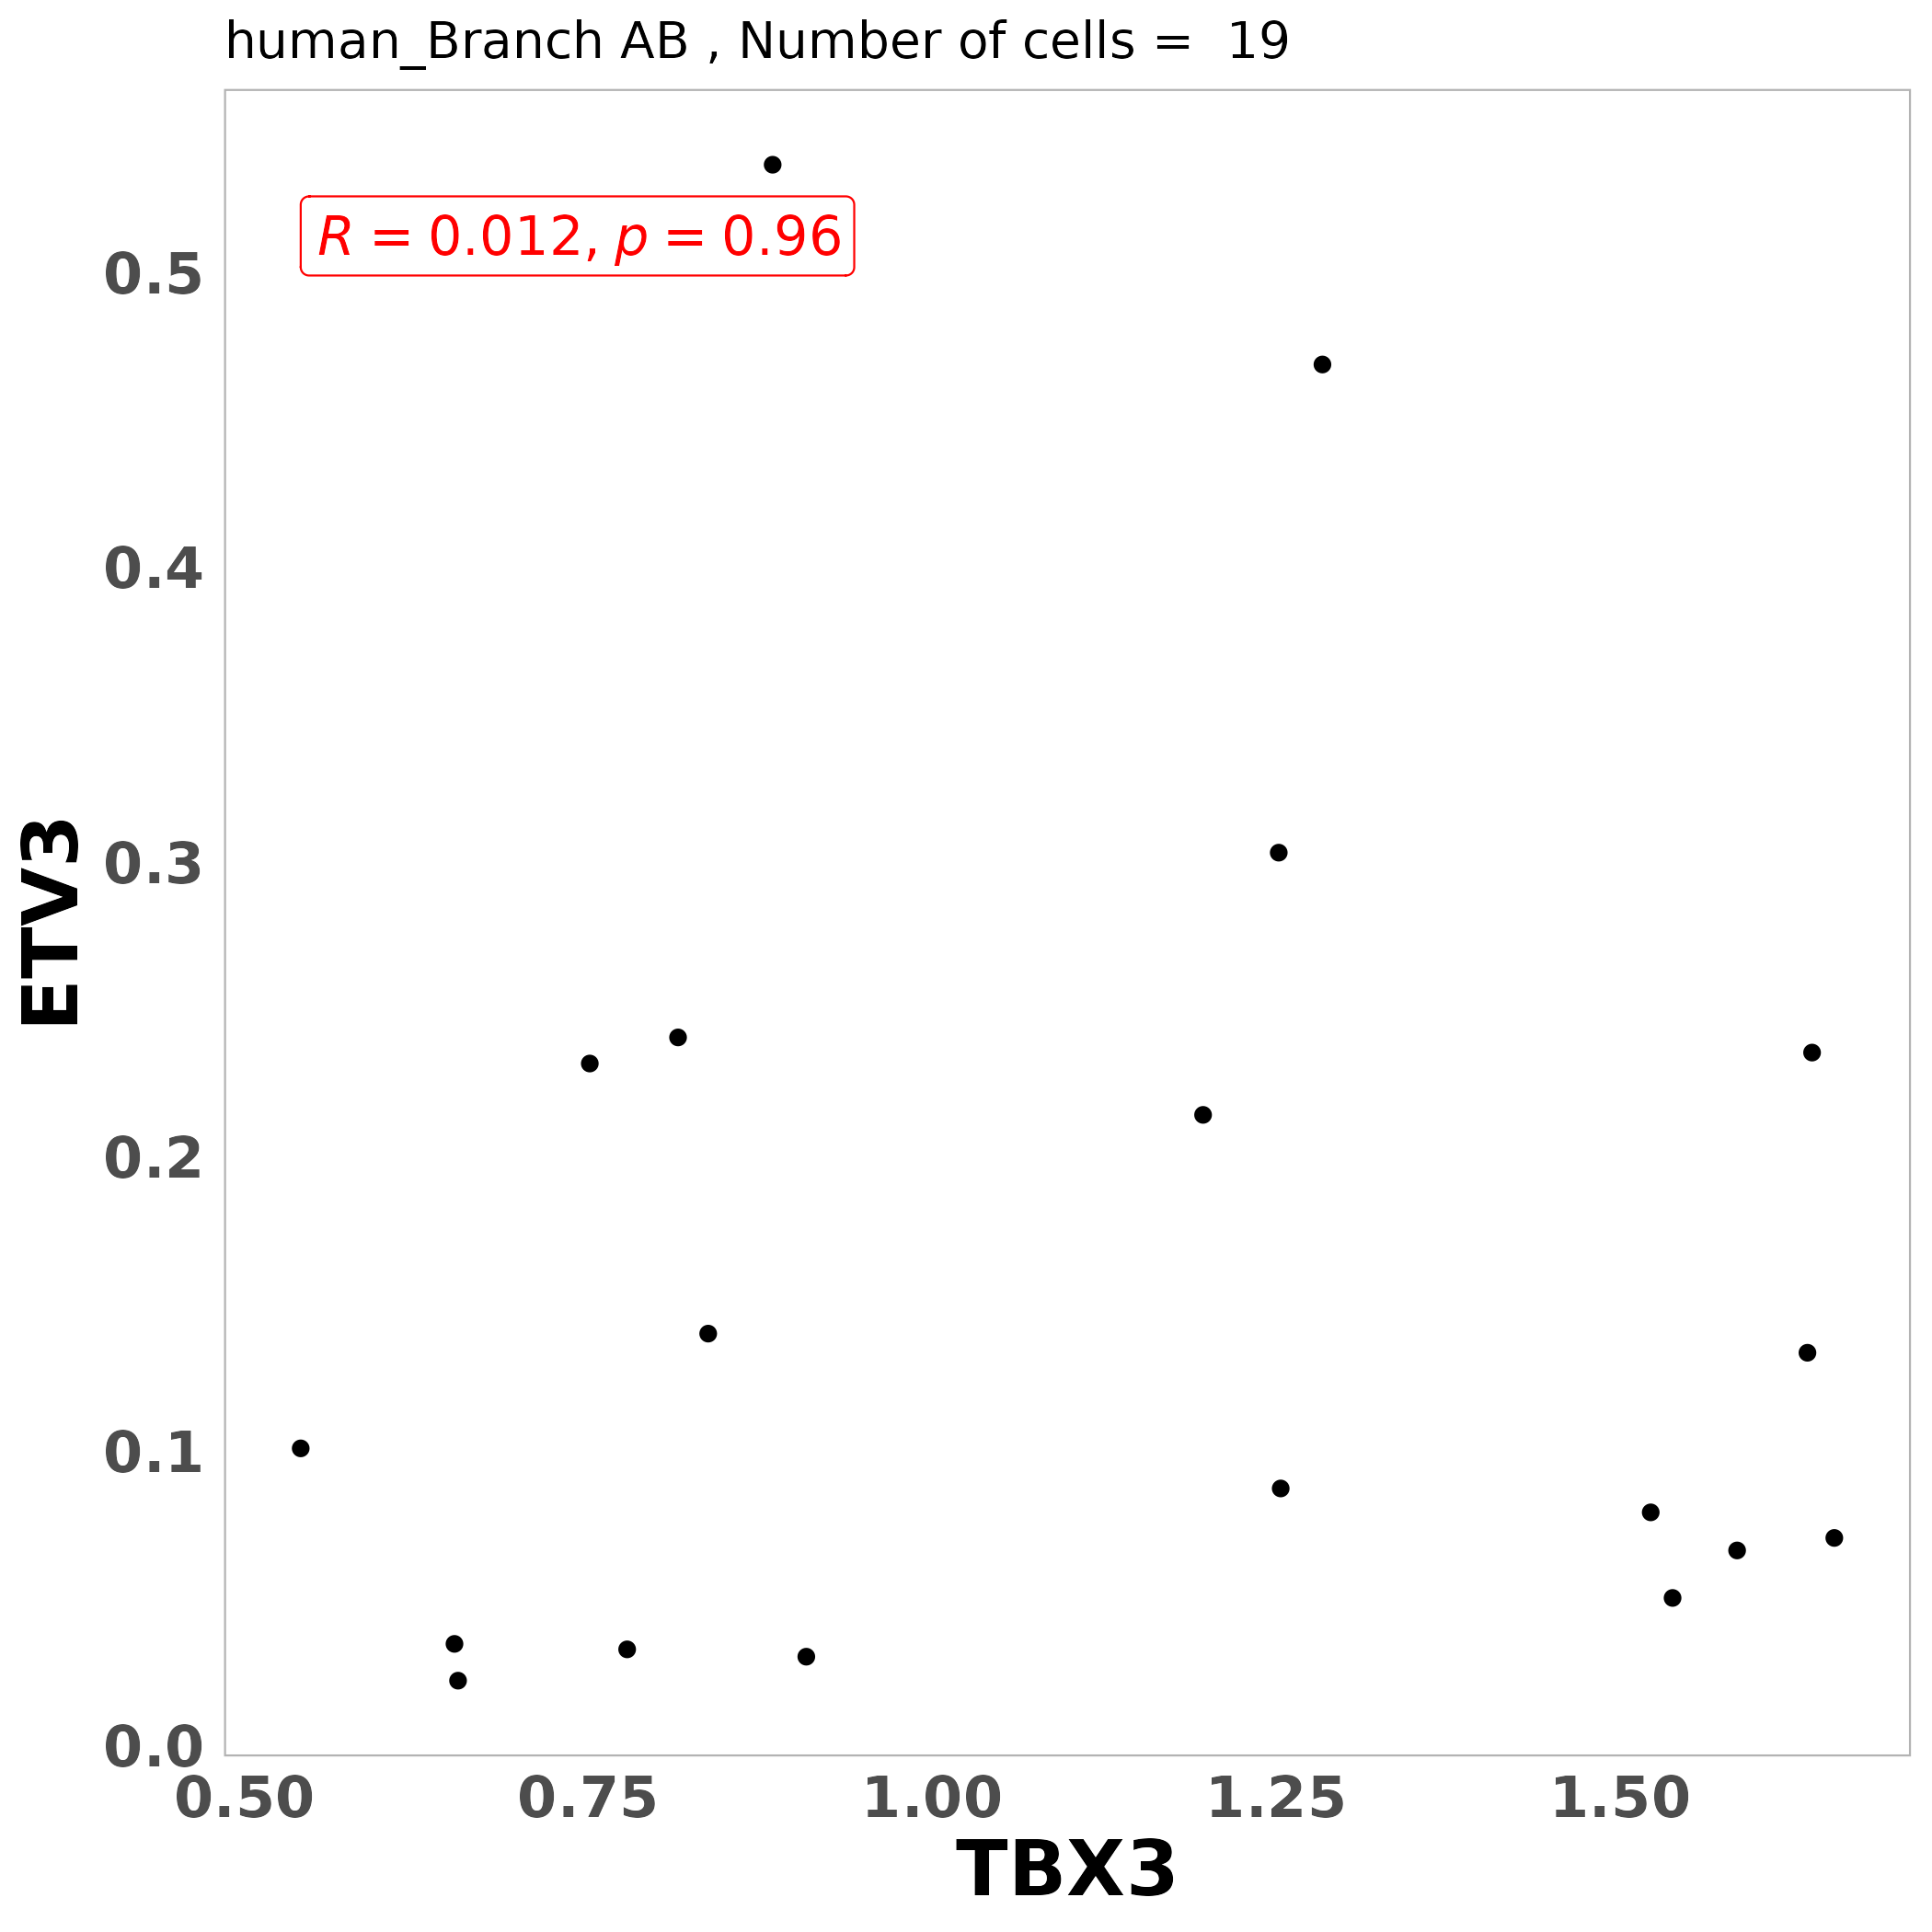 human_Branch AB , Number of cells =  19
R = 0.012, p = 0.96
ETV3
0.5
0.4
0.3
0.2
0.1
0.0
0.50 0.75 1.00 1.25 1.50
TBX3